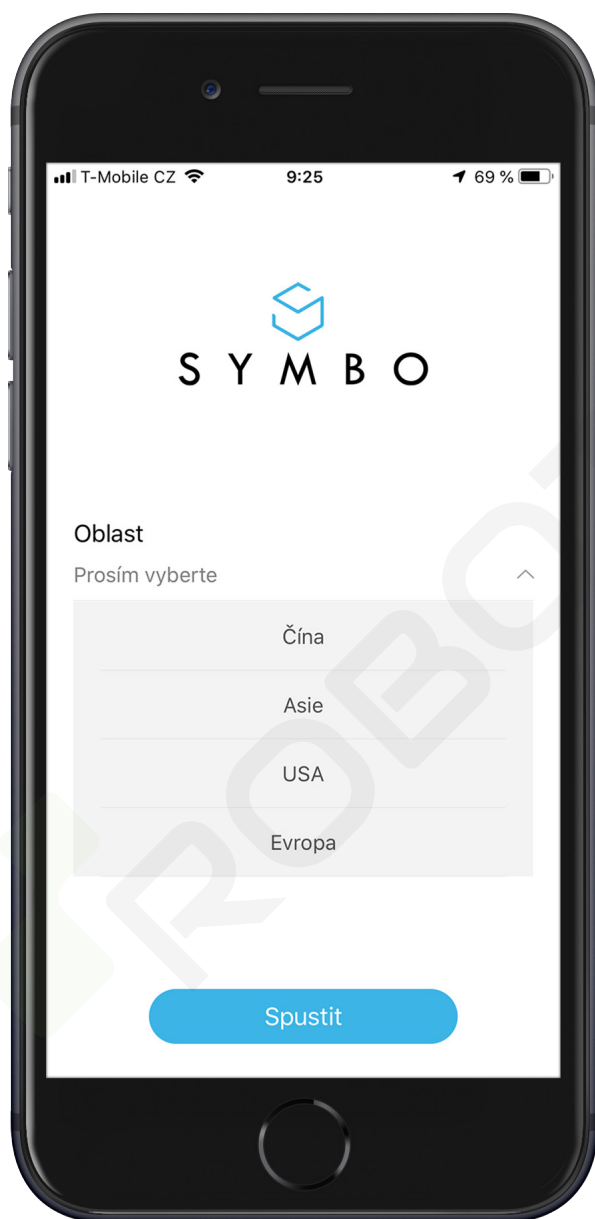 T-Mobile CZ 9:25 69 %
SYMBO
Oblast
Prosím vyberte
Čína
Asie
USA
Evropa
Spustit